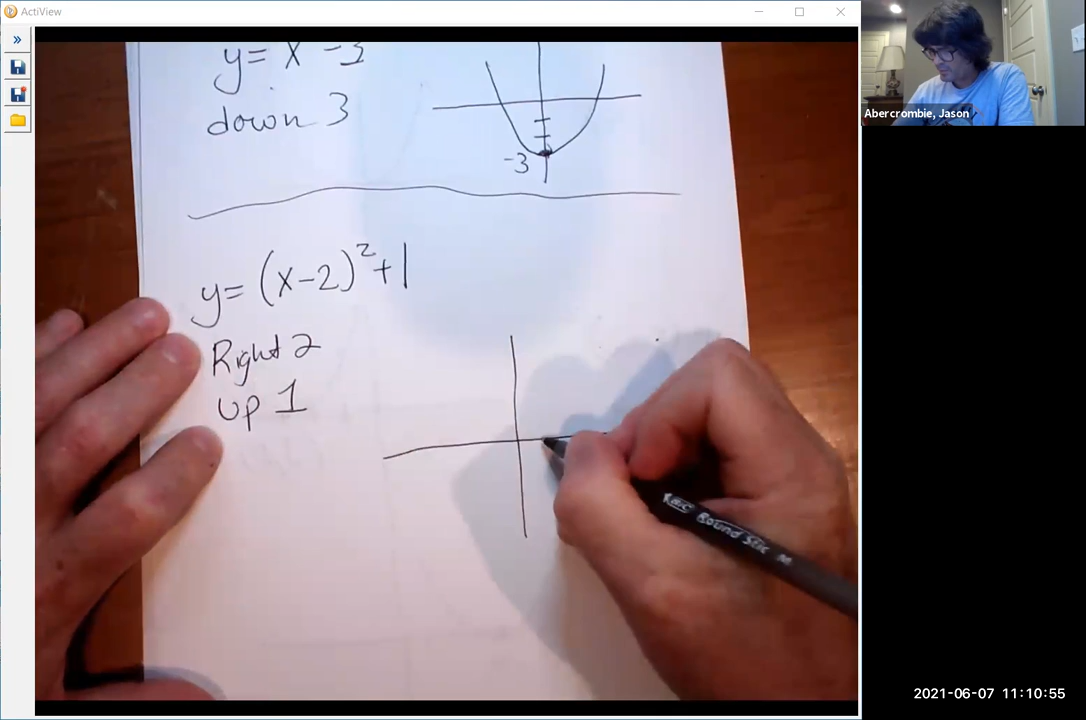 ActiView
»
y= x -3
down 3
-3
y= (x-2)²+1
Right 2
up 1
BIC Round Stic M
Abercrombie, Jason
2021-06-07 11:10:55